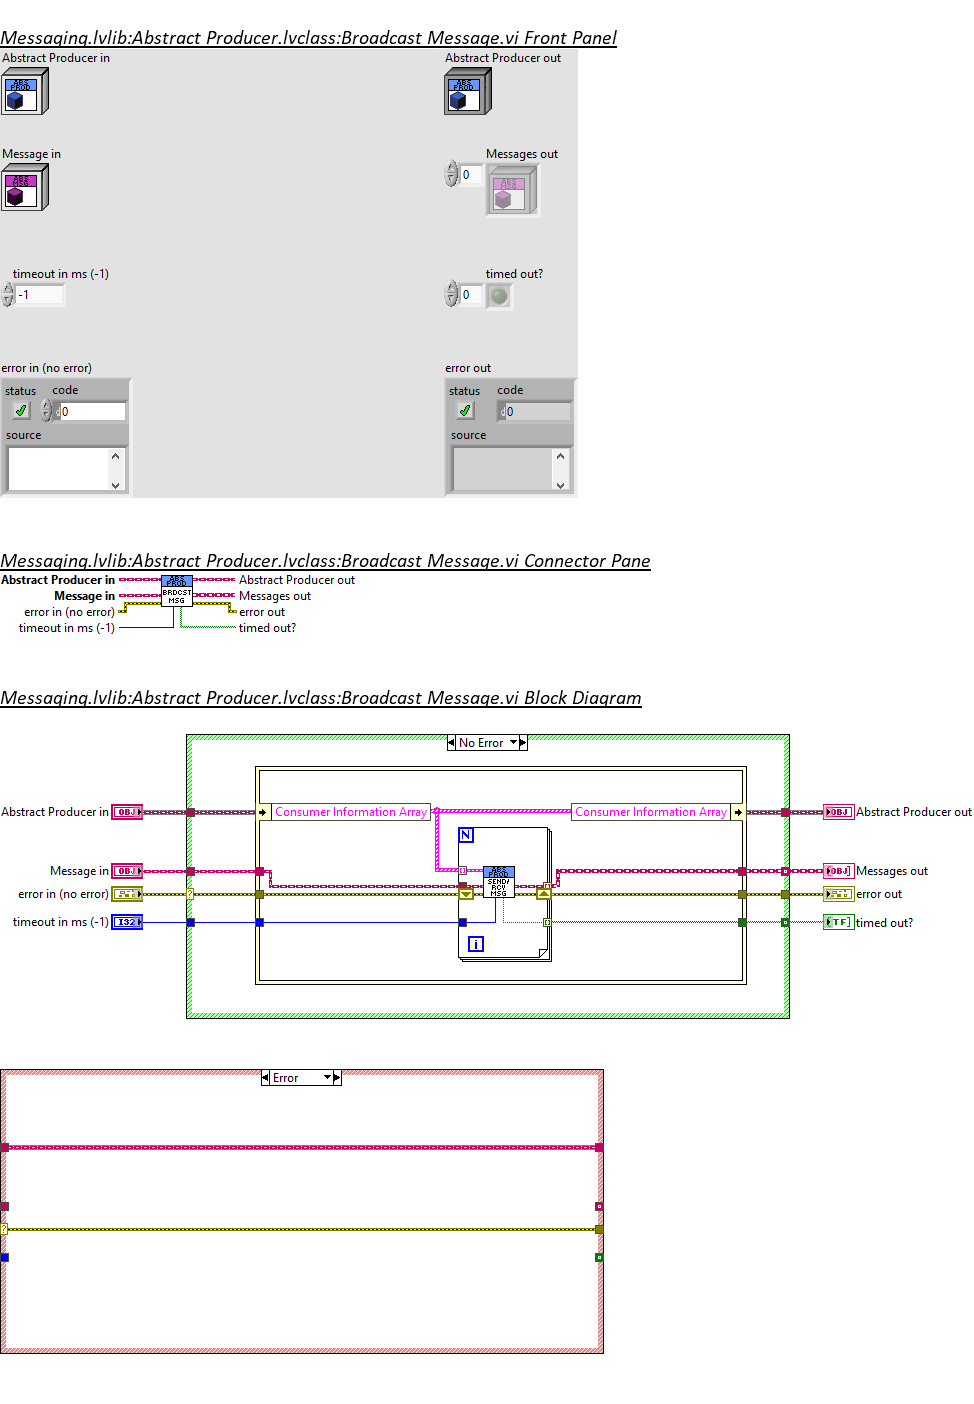 Messaging.lvlib:Abstract Producer.lvclass:Broadcast Message.vi Front Panel
Abstract Producer in
Abstract Producer out
ABS
PROD
ABS
PROD
Message in
Messages out
ABS
MSG
0
ABS
MSG
timeout in ms (-1)
timed out?
-1
0
error in (no error)
error out
status
code
status
code
d
0
d
0
source
source
Messaging.lvlib:Abstract Producer.lvclass:Broadcast Message.vi Connector Pane
Abstract Producer in
ABS
PROD
Abstract Producer out
Message in
BRDCST
MSG
Messages out
error in (no error)
error out
timeout in ms (-1)
timed out?
Messaging.lvlib:Abstract Producer.lvclass:Broadcast Message.vi Block Diagram
No Error
Abstract Producer in
OBJ
Consumer Information Array
Consumer Information Array
OBJ
Abstract Producer out
N
Message in
OBJ
ABS
PROD
SEND/
RCV
MSG
OBJ
Messages out
error in (no error)
?
error out
timeout in ms (-1)
I32
TF
timed out?
i
Error
?